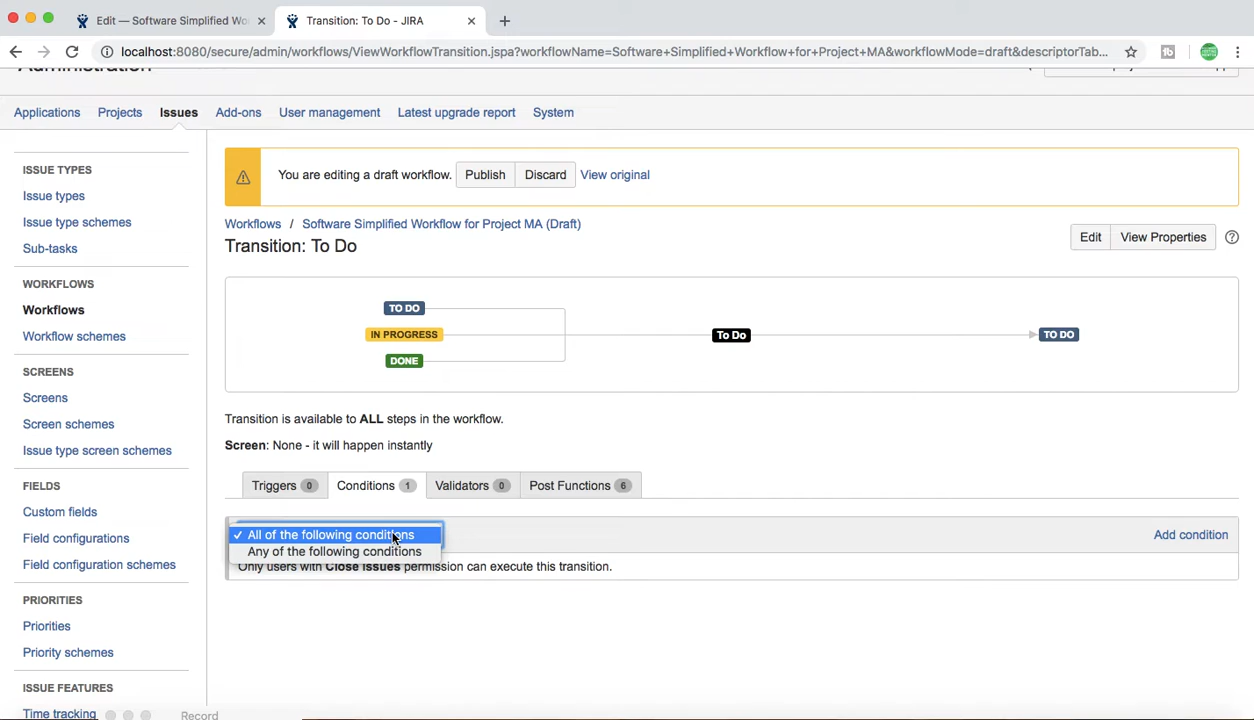 Edit — Software Simplified Wo
Transition: To Do - JIRA
localhost:8080/secure/admin/workflows/ViewWorkflowTransition.jspa?workflowName=Software+Simplified+Workflow+for+Project+MA&workflowMode=draft&descriptorTab...
Administration
Applications Projects Issues Add-ons User management Latest upgrade report System
ISSUE TYPES
Issue types
Issue type schemes
Sub-tasks
WORKFLOWS
Workflows
Workflow schemes
SCREENS
Screens
Screen schemes
Issue type screen schemes
FIELDS
Custom fields
Field configurations
Field configuration schemes
PRIORITIES
Priorities
Priority schemes
ISSUE FEATURES
Time tracking
You are editing a draft workflow. Publish Discard View original
Workflows / Software Simplified Workflow for Project MA (Draft)
Transition: To Do
Edit View Properties
TO DO
IN PROGRESS
DONE
To Do
TO DO
Transition is available to ALL steps in the workflow.
Screen: None - it will happen instantly
Triggers 0 Conditions 1 Validators 0 Post Functions 6
✓ All of the following conditions
Any of the following conditions
Add condition
Only users with Close Issues permission can execute this transition.
Record